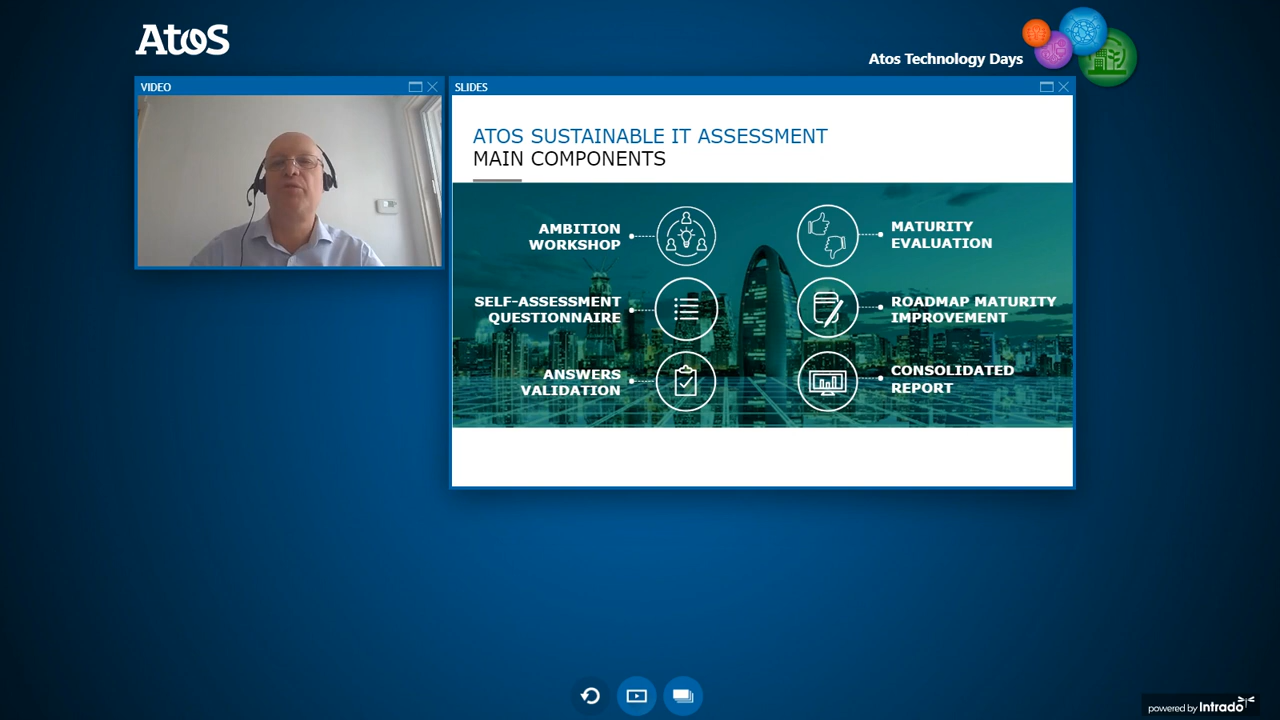 Atos
Atos Technology Days
VIDEO
SLIDES
ATOS SUSTAINABLE IT ASSESSMENT
MAIN COMPONENTS
AMBITION
WORKSHOP
MATURITY
EVALUATION
SELF-ASSESSMENT
QUESTIONNAIRE
ROADMAP MATURITY
IMPROVEMENT
ANSWERS
VALIDATION
CONSOLIDATED
REPORT
powered by Intrado